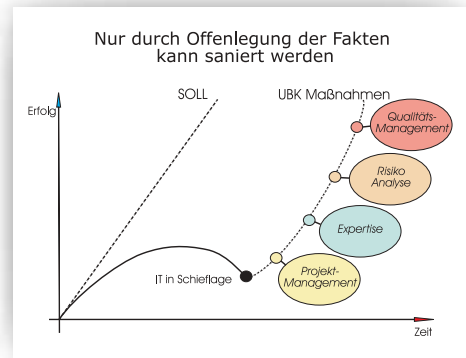 Nur durch Offenlegung der Fakten
kann saniert werden
SOLL
UBK Maßnahmen
Erfolg
Qualitäts-
Management
Risiko
Analyse
Expertise
IT in Schieflage
Projekt-
Management
Zeit